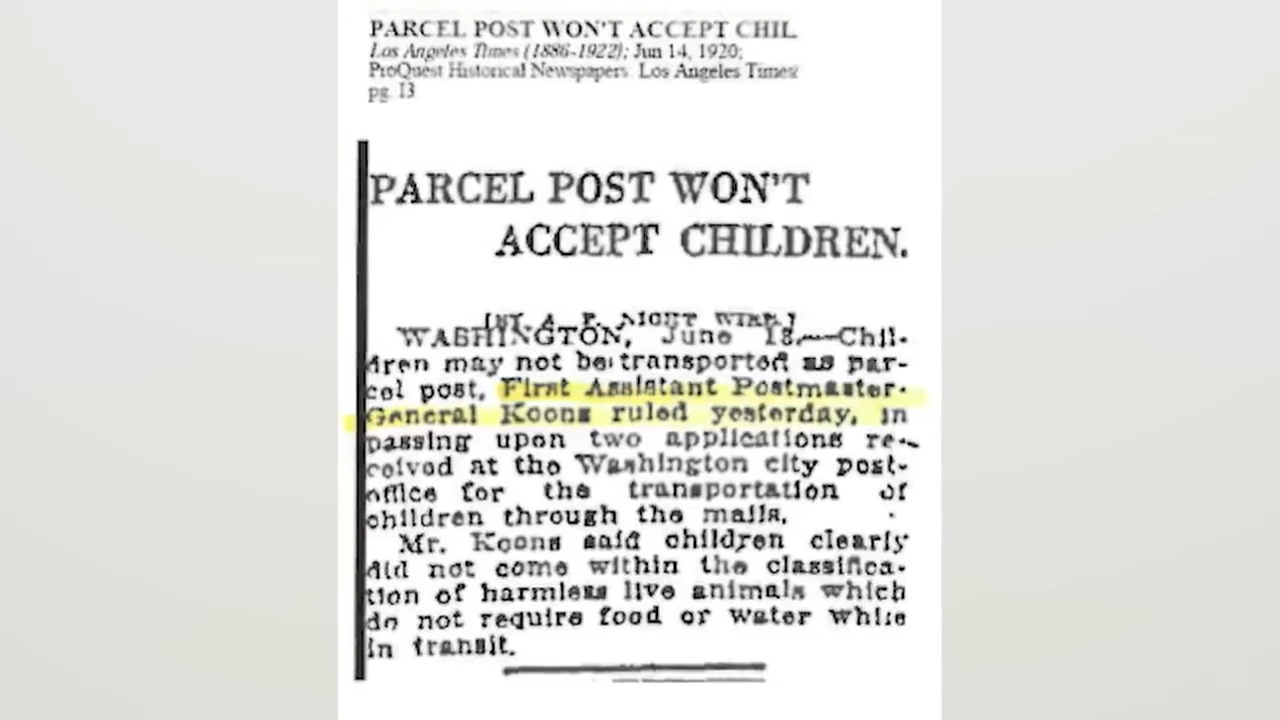 PARCEL POST WON'T ACCEPT CHIL
Los Angeles Times (1886-1922); Jun 14, 1920;
ProQuest Historical Newspapers Los Angeles Times
pg. 13
PARCEL POST WON'T
ACCEPT CHILDREN.
[BY A. P. NIGHT WIRE.]
WASHINGTON, June 13.—Chil-
dren may not be transported as par-
cel post, First Assistant Postmaster-
General Koons ruled yesterday, in
passing upon two applications re-
ceived at the Washington city post-
office for the transportation of
children through the mails.
Mr. Koons said children clearly
did not come within the classifica-
tion of harmless live animals which
do not require food or water while
in transit.